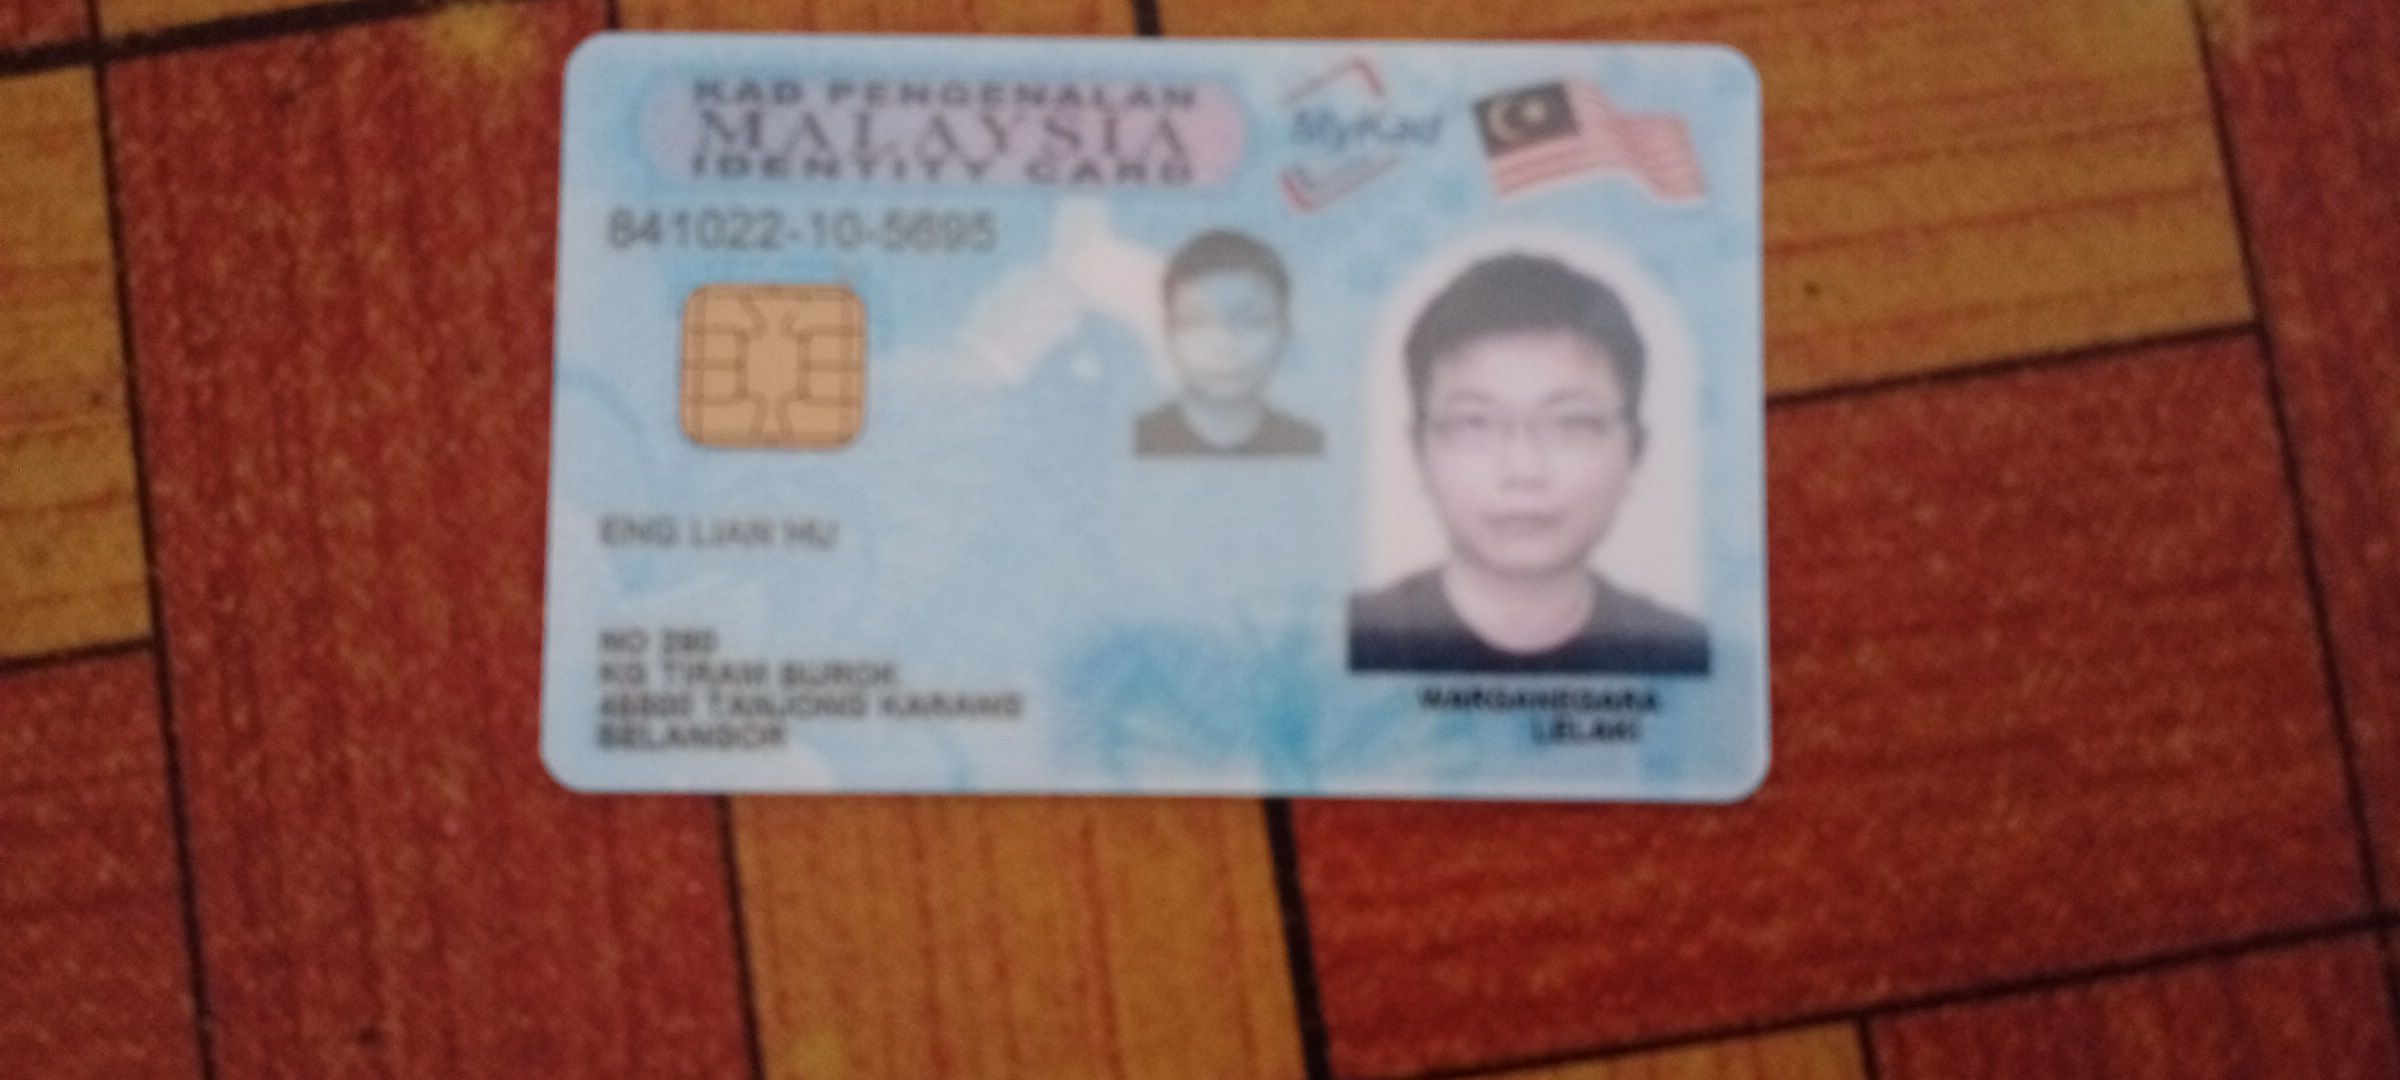 KAD PENGENALAN
MALAYSIA
IDENTITY CARD
MyKad
841022-10-5695
ENG LIAN HU
NO 280
KG TIRAM BUROK
TANJONG KARANG
SELANGOR
WARGANEGARA
LELAKI